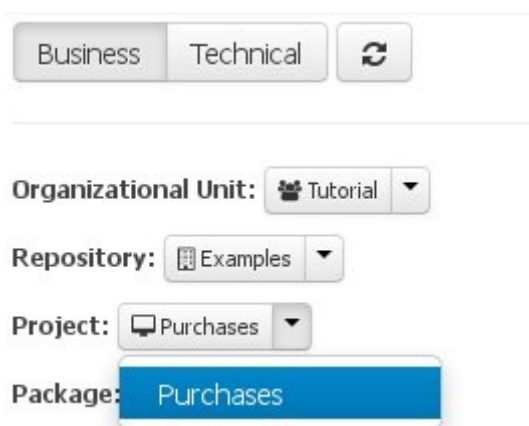 Business Technical
Organizational Unit: Tutorial
Repository: Examples
Project: Purchases
Package: Purchases